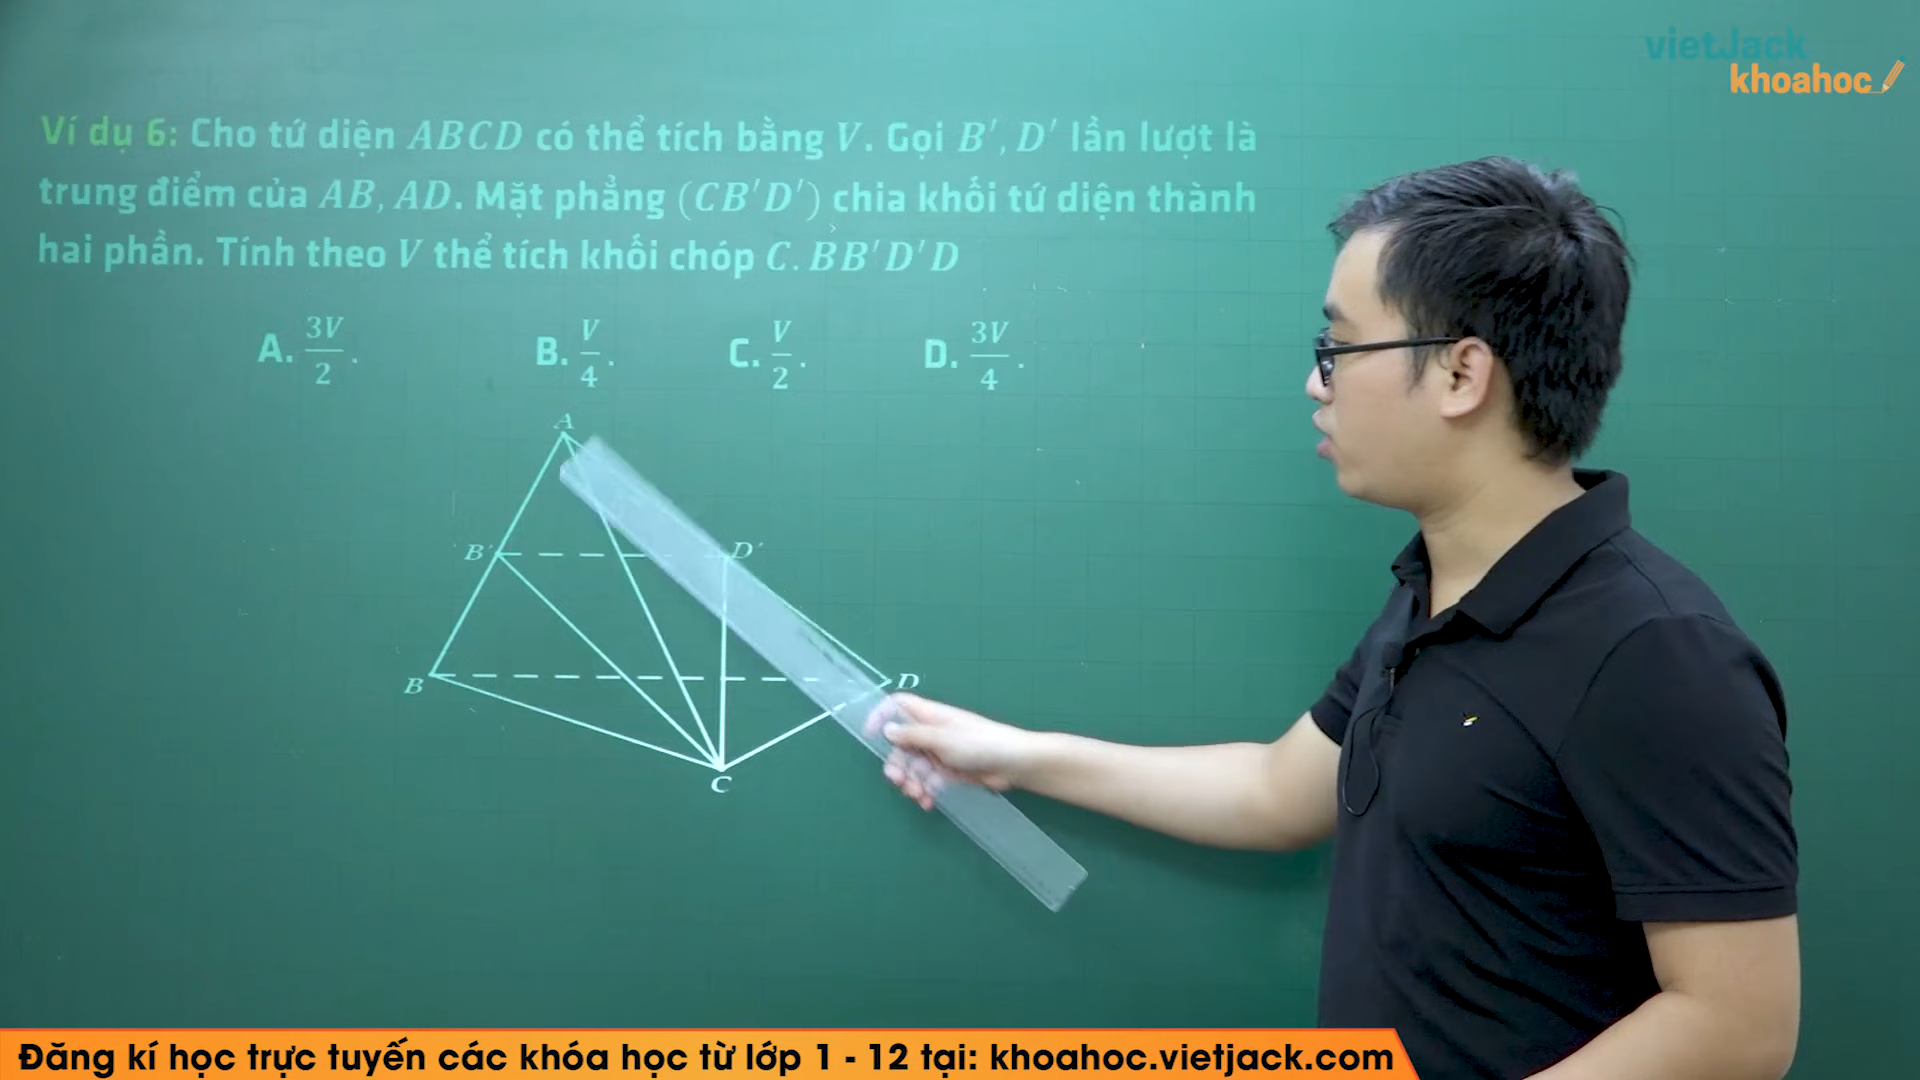 vietJack
khoahoc
Ví dụ 6: Cho tứ diện ABCD có thể tích bằng V. Gọi B', D' lần lượt là
trung điểm của AB, AD. Mặt phẳng (CB'D') chia khối tứ diện thành
hai phần. Tính theo V thể tích khối chóp C.BB'D'D
A. 3V/2. B. V/4. C. V/2. D. 3V/4.
A
B' D'
B D
C
Đăng kí học trực tuyến các khóa học từ lớp 1 - 12 tại: khoahoc.vietjack.com